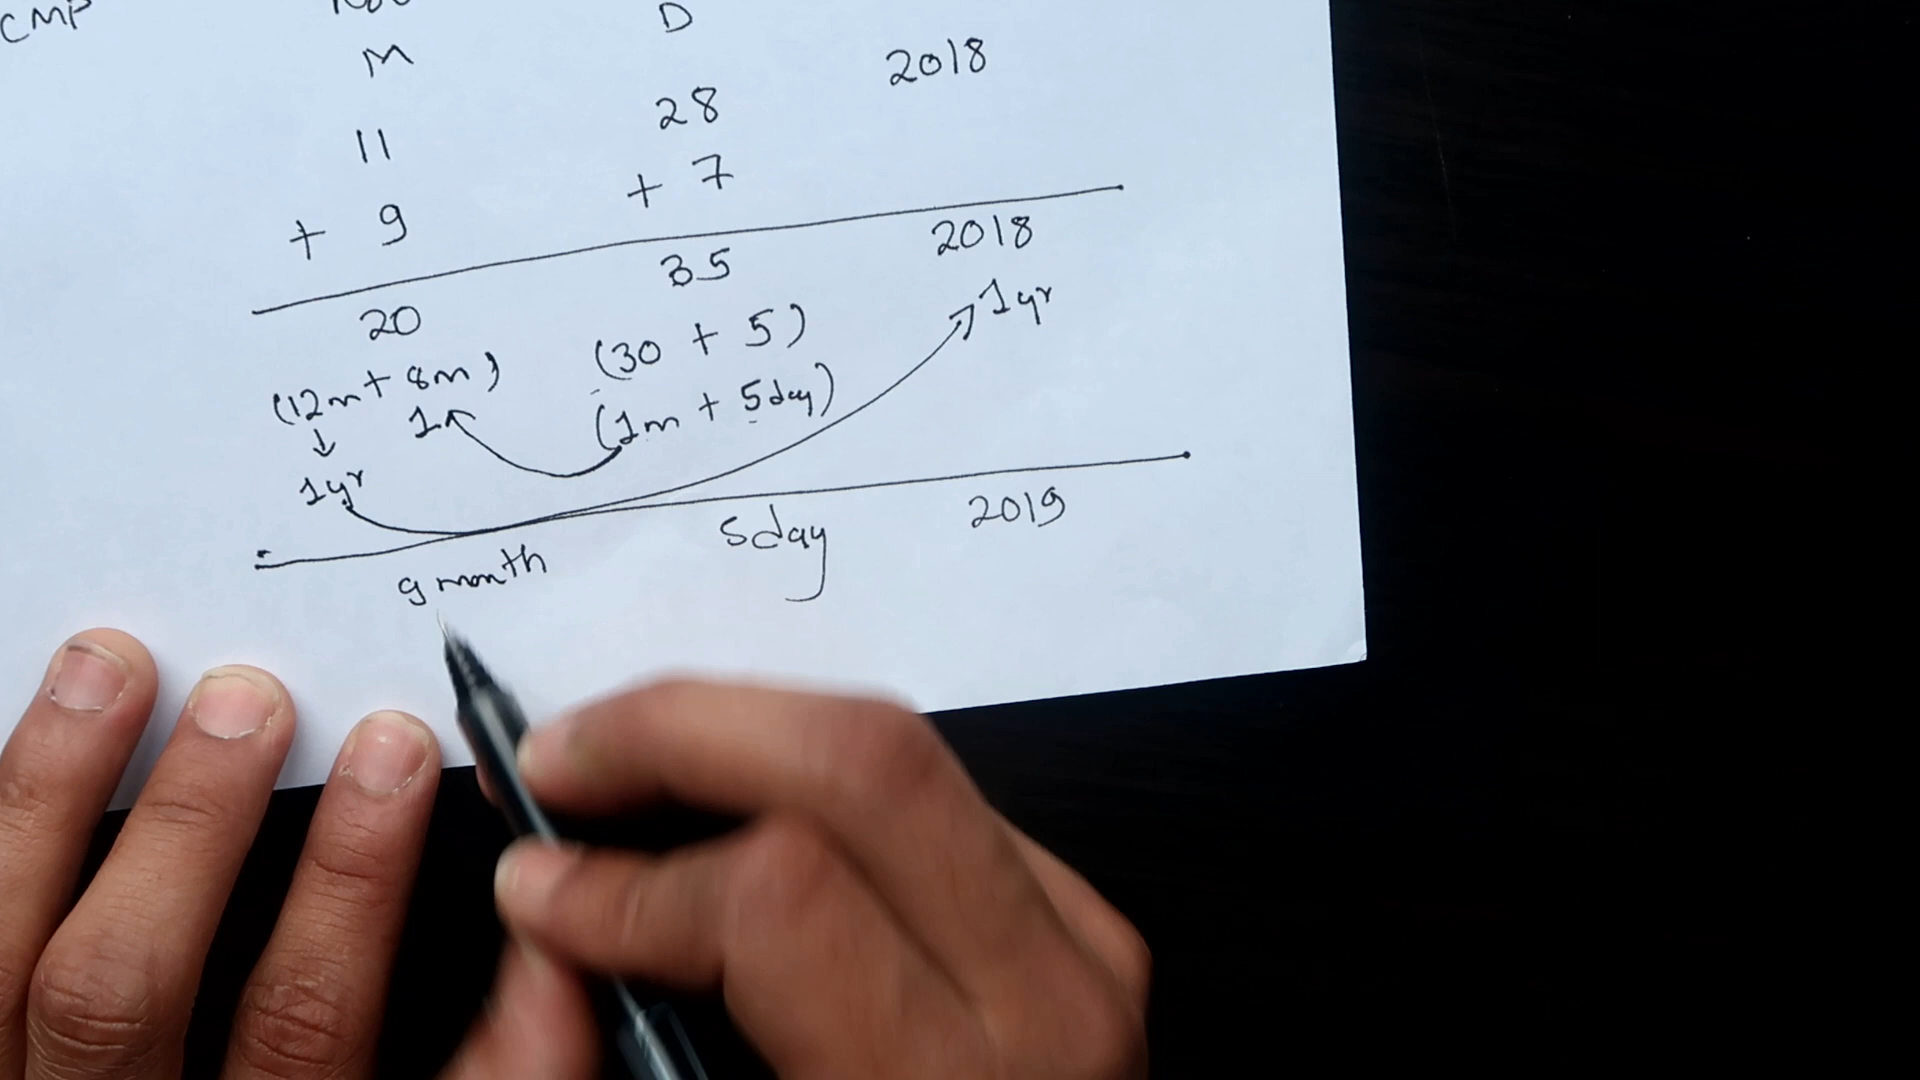 CMP Nov
M D
11 28 2018
+ 9 + 7
20 35 2018
(12m + 8m) (30 + 5) 1yr
↓ 1 (1m + 5day)
1yr
9 month 5day 2019